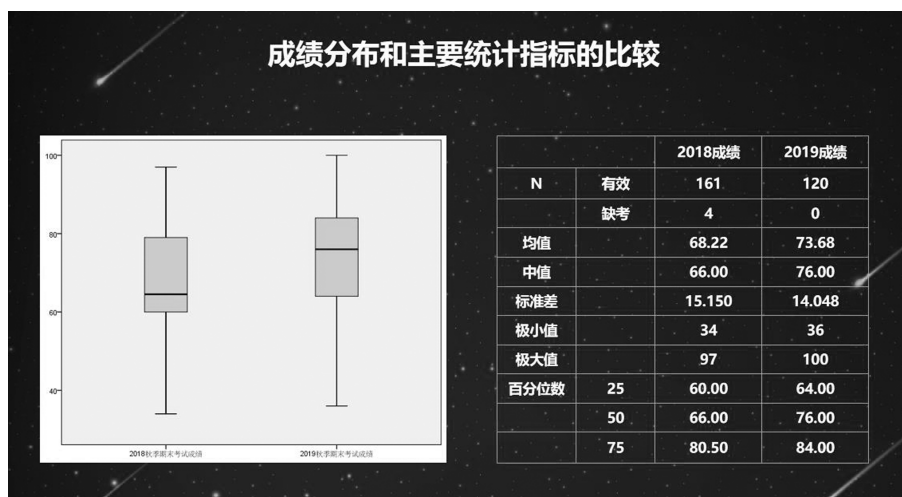 成绩分布和主要统计指标的比较
100
80
60
40
2018秋季期末考试成绩
2019秋季期末考试成绩
2018成绩 2019成绩
N 有效 161 120
缺考 4 0
均值 68.22 73.68
中值 66.00 76.00
标准差 15.150 14.048
极小值 34 36
极大值 97 100
百分位数 25 60.00 64.00
50 66.00 76.00
75 80.50 84.00